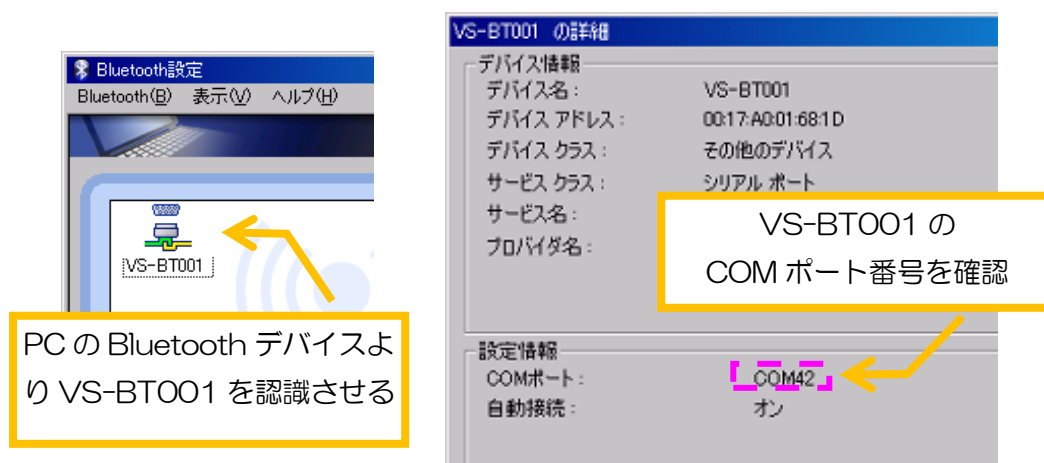 Bluetooth設定
Bluetooth(B) 表示(V) ヘルプ(H)
VS-BT001
PC の Bluetooth デバイスよ
り VS-BT001 を認識させる
VS-BT001 の詳細
デバイス情報
デバイス名： VS-BT001
デバイス アドレス： 00:17:A0:01:68:1D
デバイス クラス： その他のデバイス
サービス クラス： シリアル ポート
サービス名：
プロバイダ名：
VS-BT001 の
COM ポート番号を確認
設定情報
COMポート： COM42
自動接続： オン